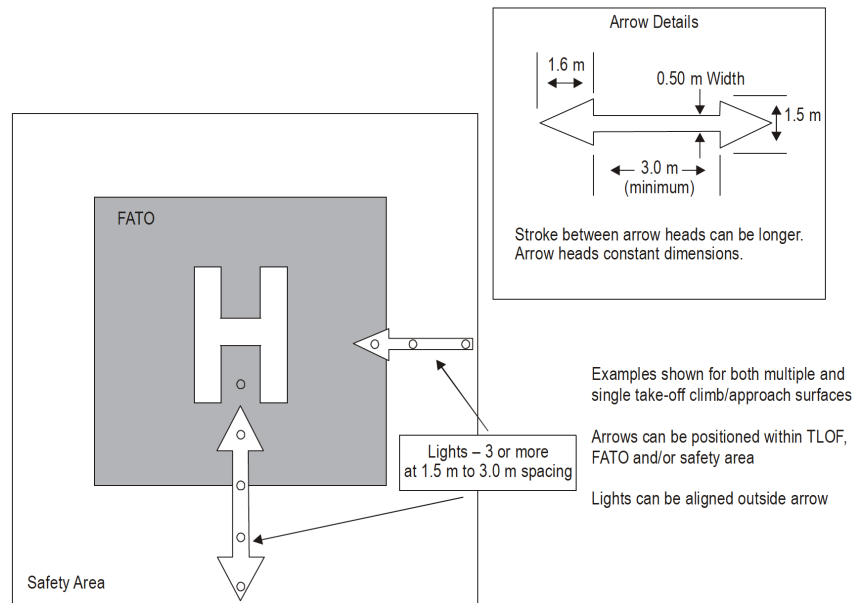 Arrow Details
1.6 m
0.50 m Width
1.5 m
3.0 m
(minimum)
Stroke between arrow heads can be longer.
Arrow heads constant dimensions.
FATO
H
Examples shown for both multiple and
single take-off climb/approach surfaces
Arrows can be positioned within TLOF,
FATO and/or safety area
Lights can be aligned outside arrow
Lights – 3 or more
at 1.5 m to 3.0 m spacing
Safety Area